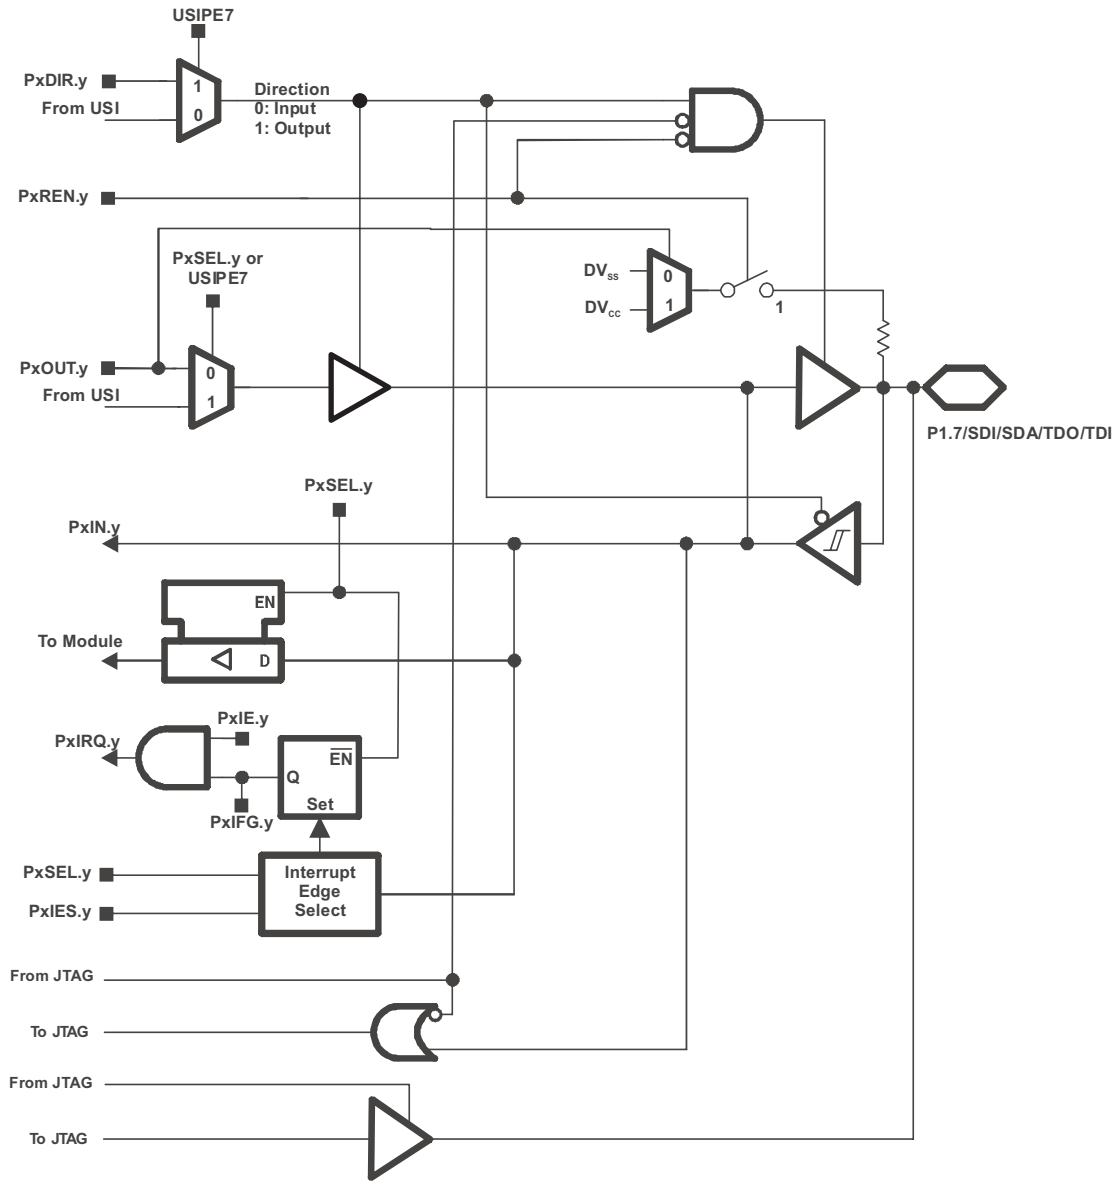 USIPE7
PxDIR.y
From USI
1
0
Direction
0: Input
1: Output
PxREN.y
PxSEL.y or
USIPE7
DVSS
DVCC
0
1
1
PxOUT.y
From USI
0
1
P1.7/SDI/SDA/TDO/TDI
PxSEL.y
PxIN.y
EN
To Module
D
PxIE.y
PxIRQ.y
EN
Q
Set
PxIFG.y
PxSEL.y
PxIES.y
Interrupt
Edge
Select
From JTAG
To JTAG
From JTAG
To JTAG